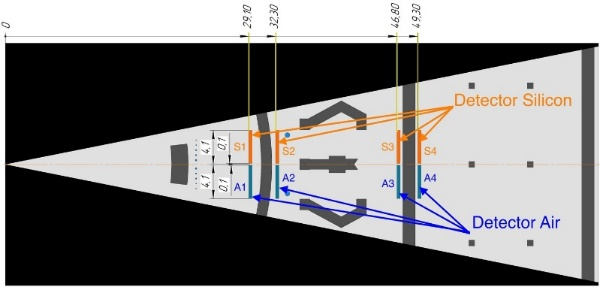 0
29,10
32,30
46,80
49,30
Detector Silicon
S1
S2
S3
S4
4,1
0,1
4,1
0,1
A1
A2
A3
A4
Detector Air